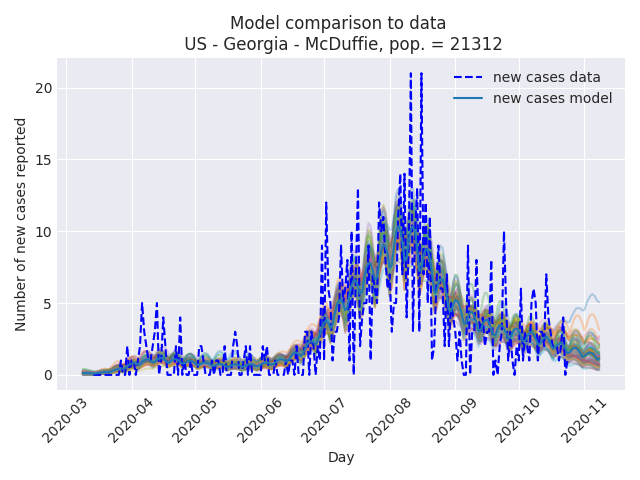 Model comparison to data
US - Georgia - McDuffie, pop. = 21312
new cases data
new cases model
Number of new cases reported
20
15
10
5
0
2020-03
2020-04
2020-05
2020-06
2020-07
2020-08
2020-09
2020-10
2020-11
Day